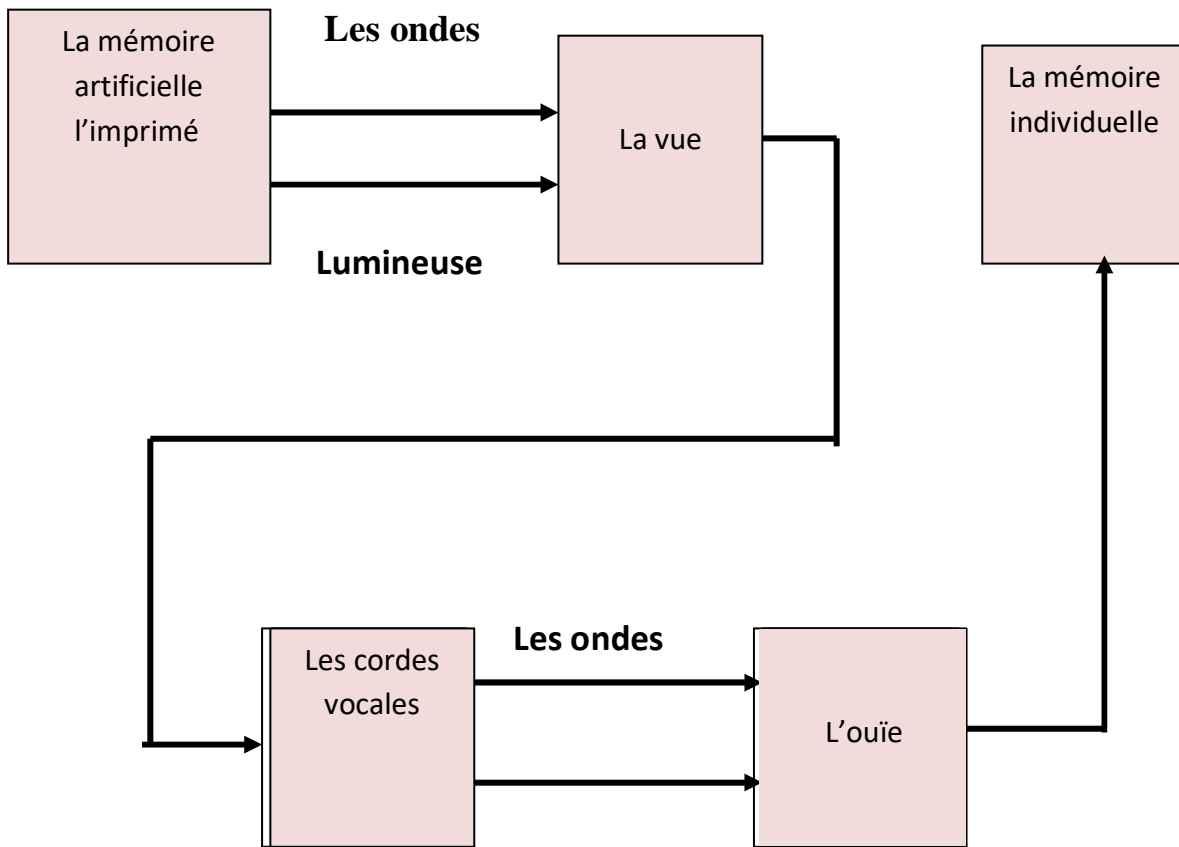 La mémoire
artificielle
l’imprimé
Les ondes
Lumineuse
La vue
La mémoire
individuelle
Les cordes
vocales
Les ondes
L’ouïe